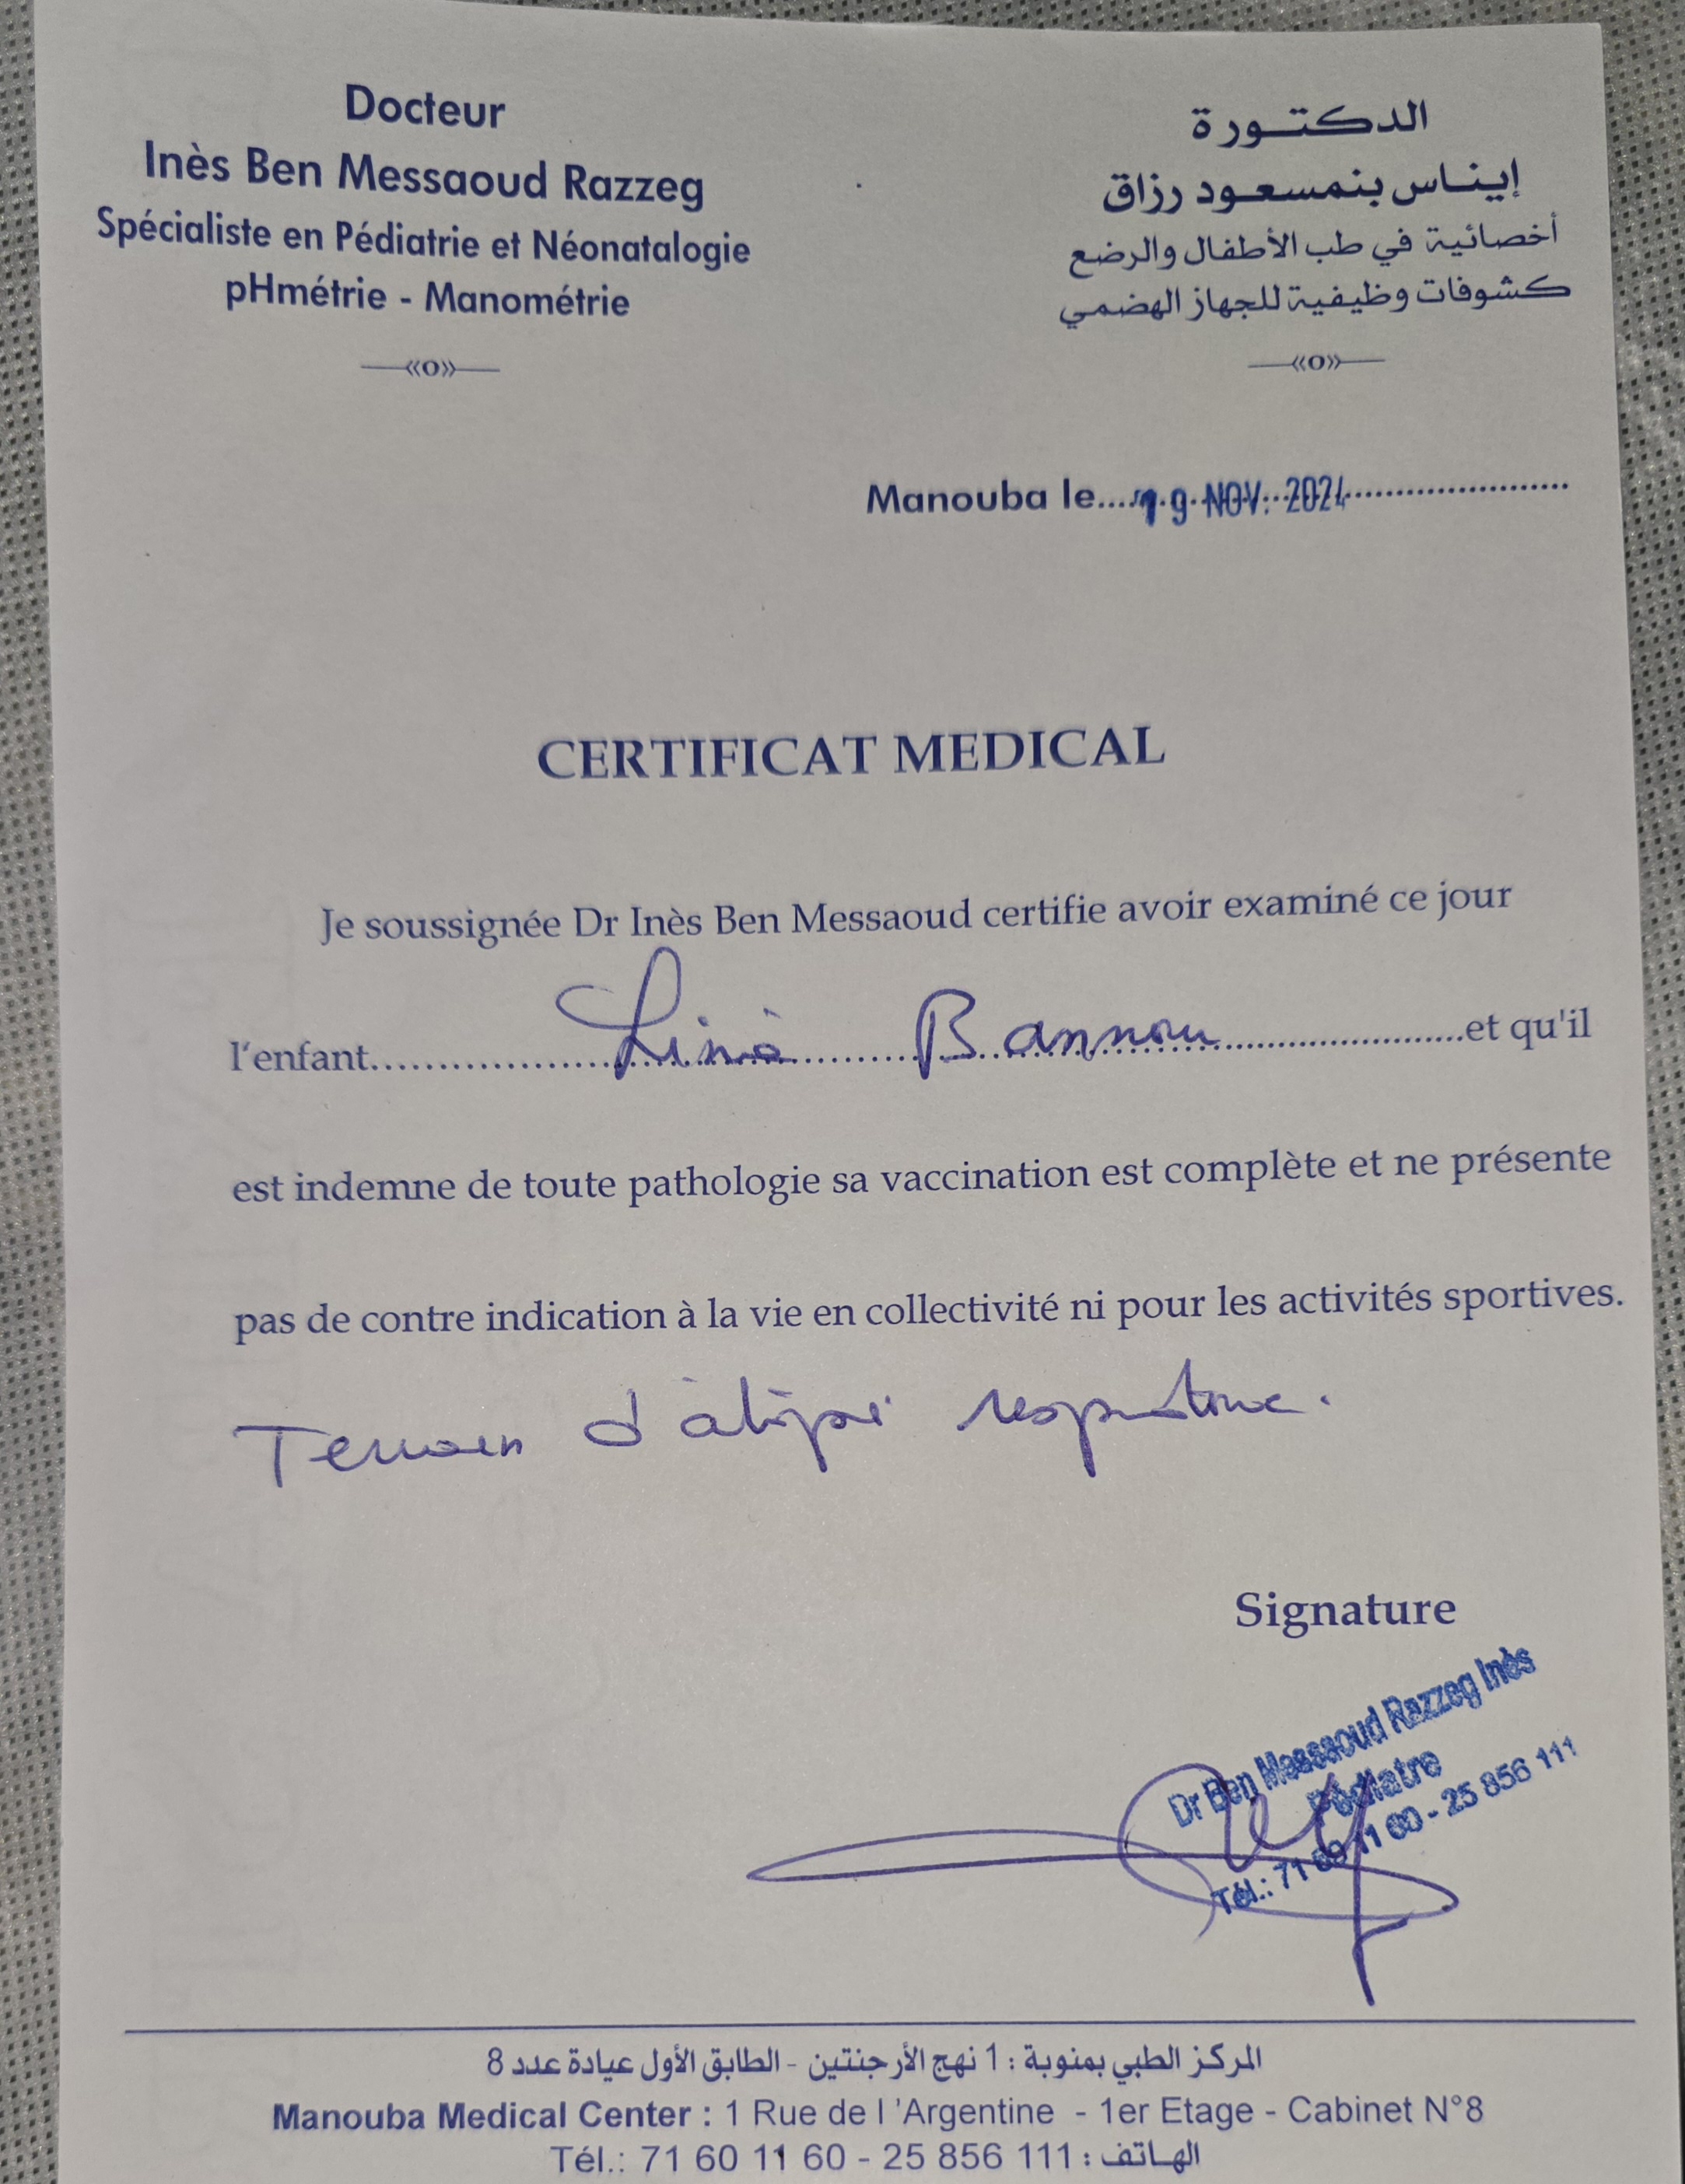 Docteur
Inès Ben Messaoud Razzeg
Spécialiste en Pédiatrie et Néonatalogie
pHmétrie - Manométrie
الدكتورة
إيناس بنمسعود رزاق
أخصائية في طب الأطفال والرضع
كشوفات وظيفية للجهاز الهضمي
Manouba le 19 NOV. 2024
CERTIFICAT MEDICAL
Je soussignée Dr Inès Ben Messaoud certifie avoir examiné ce jour
l'enfant Lina Bannou et qu'il
est indemne de toute pathologie sa vaccination est complète et ne présente
pas de contre indication à la vie en collectivité ni pour les activités sportives.
Terrain d'atopie respiratoire.
Signature
Dr Ben Messaoud Razzeg Inès
Pédiatre
Tél.: 71 60 11 60 - 25 856 111
المركز الطبي بمنوبة : 1 نهج الأرجنتين - الطابق الأول عيادة عدد 8
Manouba Medical Center : 1 Rue de l 'Argentine - 1er Etage - Cabinet N°8
Tél.: 71 60 11 60 - 25 856 111 : الهاتف